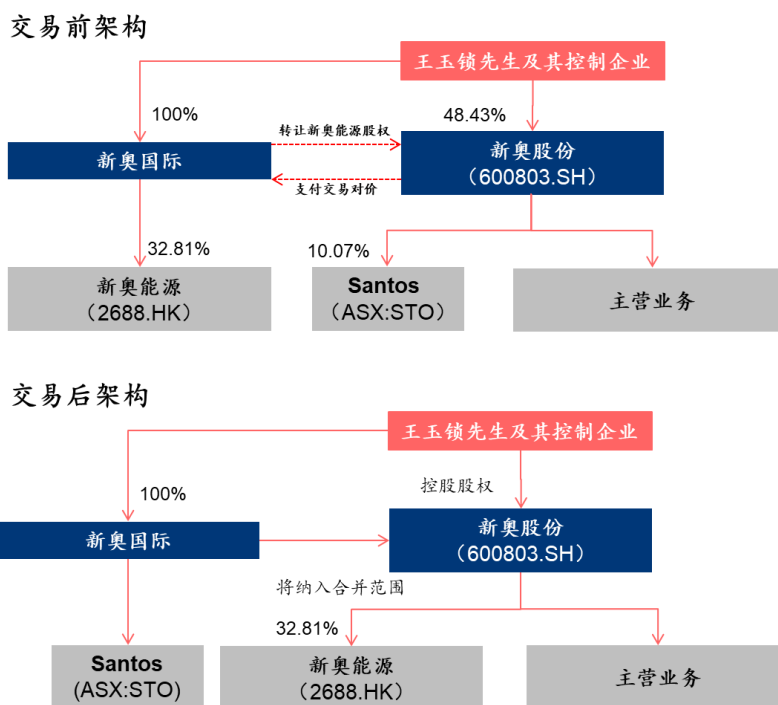 交易前架构
王玉锁先生及其控制企业
100%
48.43%
转让新奥能源股权
新奥国际
新奥股份
（600803.SH）
支付交易对价
32.81%
10.07%
新奥能源
（2688.HK）
Santos
（ASX:STO）
主营业务
交易后架构
王玉锁先生及其控制企业
100%
控股股权
新奥国际
新奥股份
（600803.SH）
将纳入合并范围
32.81%
Santos
(ASX:STO)
新奥能源
（2688.HK）
主营业务